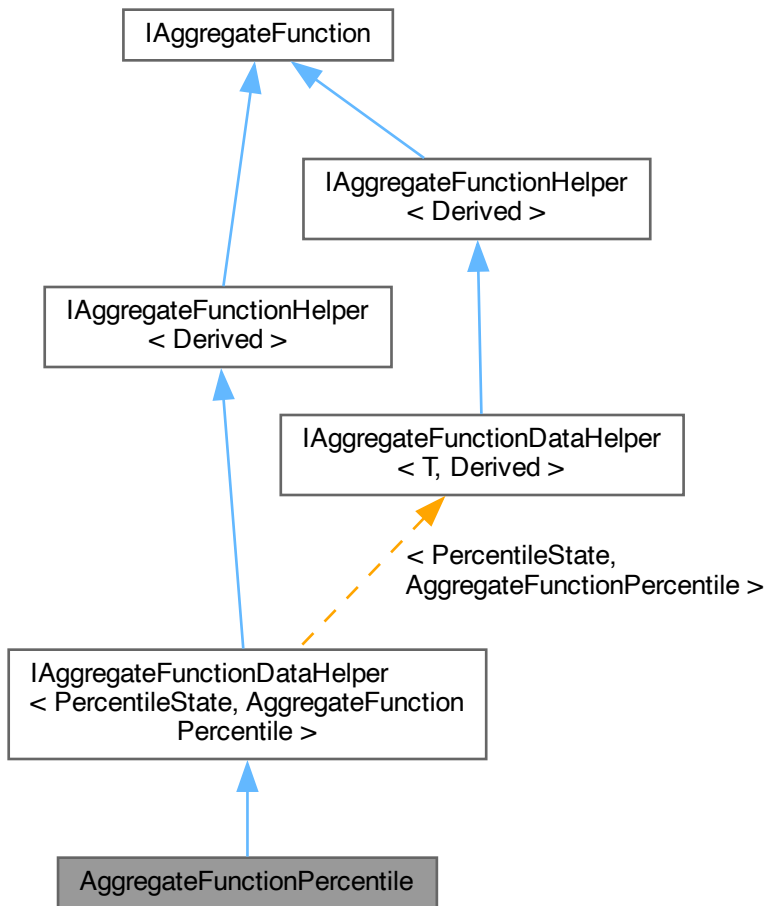 IAggregateFunction
IAggregateFunctionHelper
< Derived >
IAggregateFunctionHelper
< Derived >
IAggregateFunctionDataHelper
< T, Derived >
< PercentileState,
AggregateFunctionPercentile >
IAggregateFunctionDataHelper
< PercentileState, AggregateFunction
Percentile >
AggregateFunctionPercentile